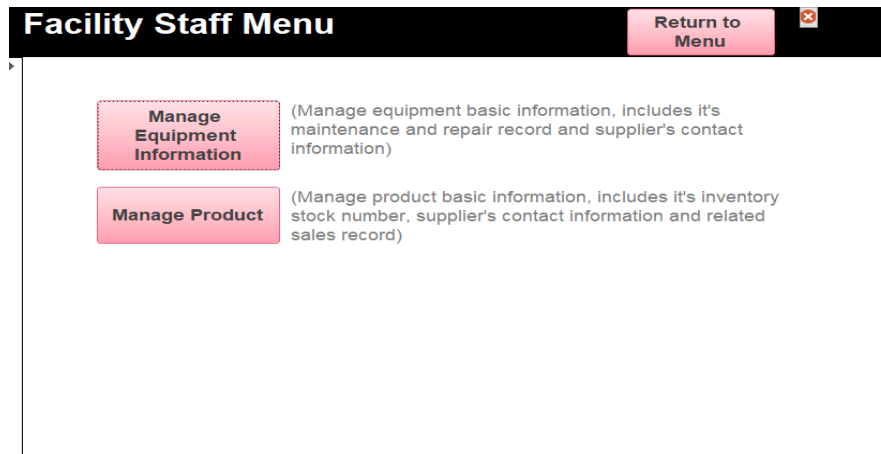 Facility Staff Menu
Return to
Menu
Manage
Equipment
Information
(Manage equipment basic information, includes it's
maintenance and repair record and supplier's contact
information)
Manage Product
(Manage product basic information, includes it's inventory
stock number, supplier's contact information and related
sales record)